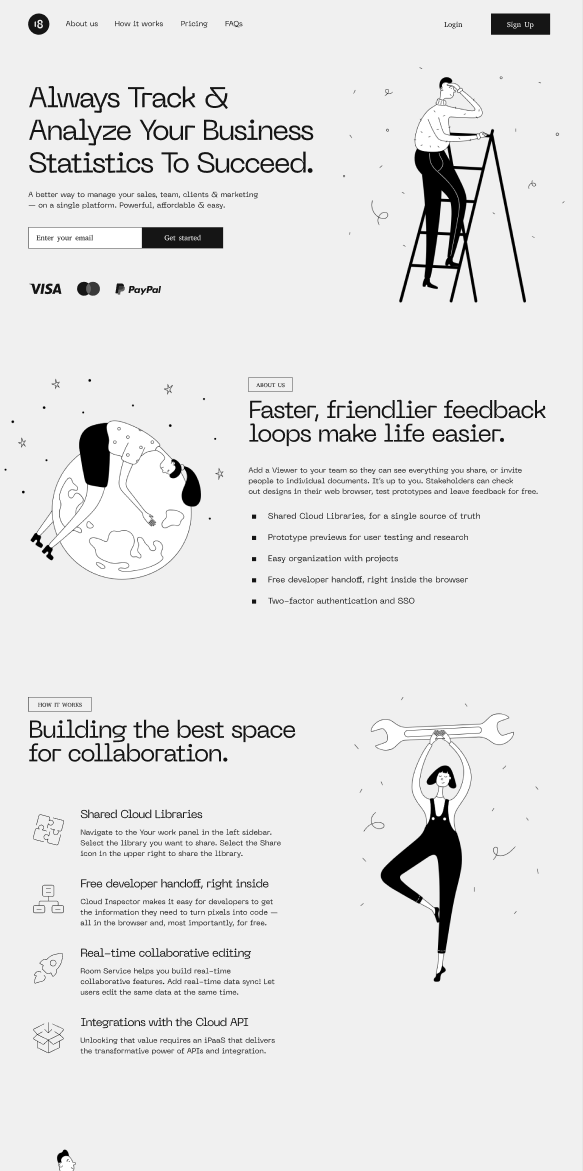 18
About us
How it works
Pricing
FAQs
Login
Sign Up
Always Track &
Analyze Your Business
Statistics To Succeed.
A better way to manage your sales, team, clients & marketing
— on a single platform. Powerful, affordable & easy.
Enter your email
Get started
VISA
PayPal
ABOUT US
Faster, friendlier feedback
loops make life easier.
Add a Viewer to your team so they can see everything you share, or invite
people to individual documents. It's up to you. Stakeholders can check
out designs in their web browser, test prototypes and leave feedback for free.
Shared Cloud Libraries, for a single source of truth
Prototype previews for user testing and research
Easy organization with projects
Free developer handoff, right inside the browser
Two-factor authentication and SSO
HOW IT WORKS
Building the best space
for collaboration.
Shared Cloud Libraries
Navigate to the Your work panel in the left sidebar.
Select the library you want to share. Select the Share
icon in the upper right to share the library.
Free developer handoff, right inside
Cloud Inspector makes it easy for developers to get
the information they need to turn pixels into code —
all in the browser and, most importantly, for free.
Real-time collaborative editing
Room Service helps you build real-time
collaborative features. Add real-time data sync! Let
users edit the same data at the same time.
Integrations with the Cloud API
Unlocking that value requires an iPaaS that delivers
the transformative power of APIs and integration.